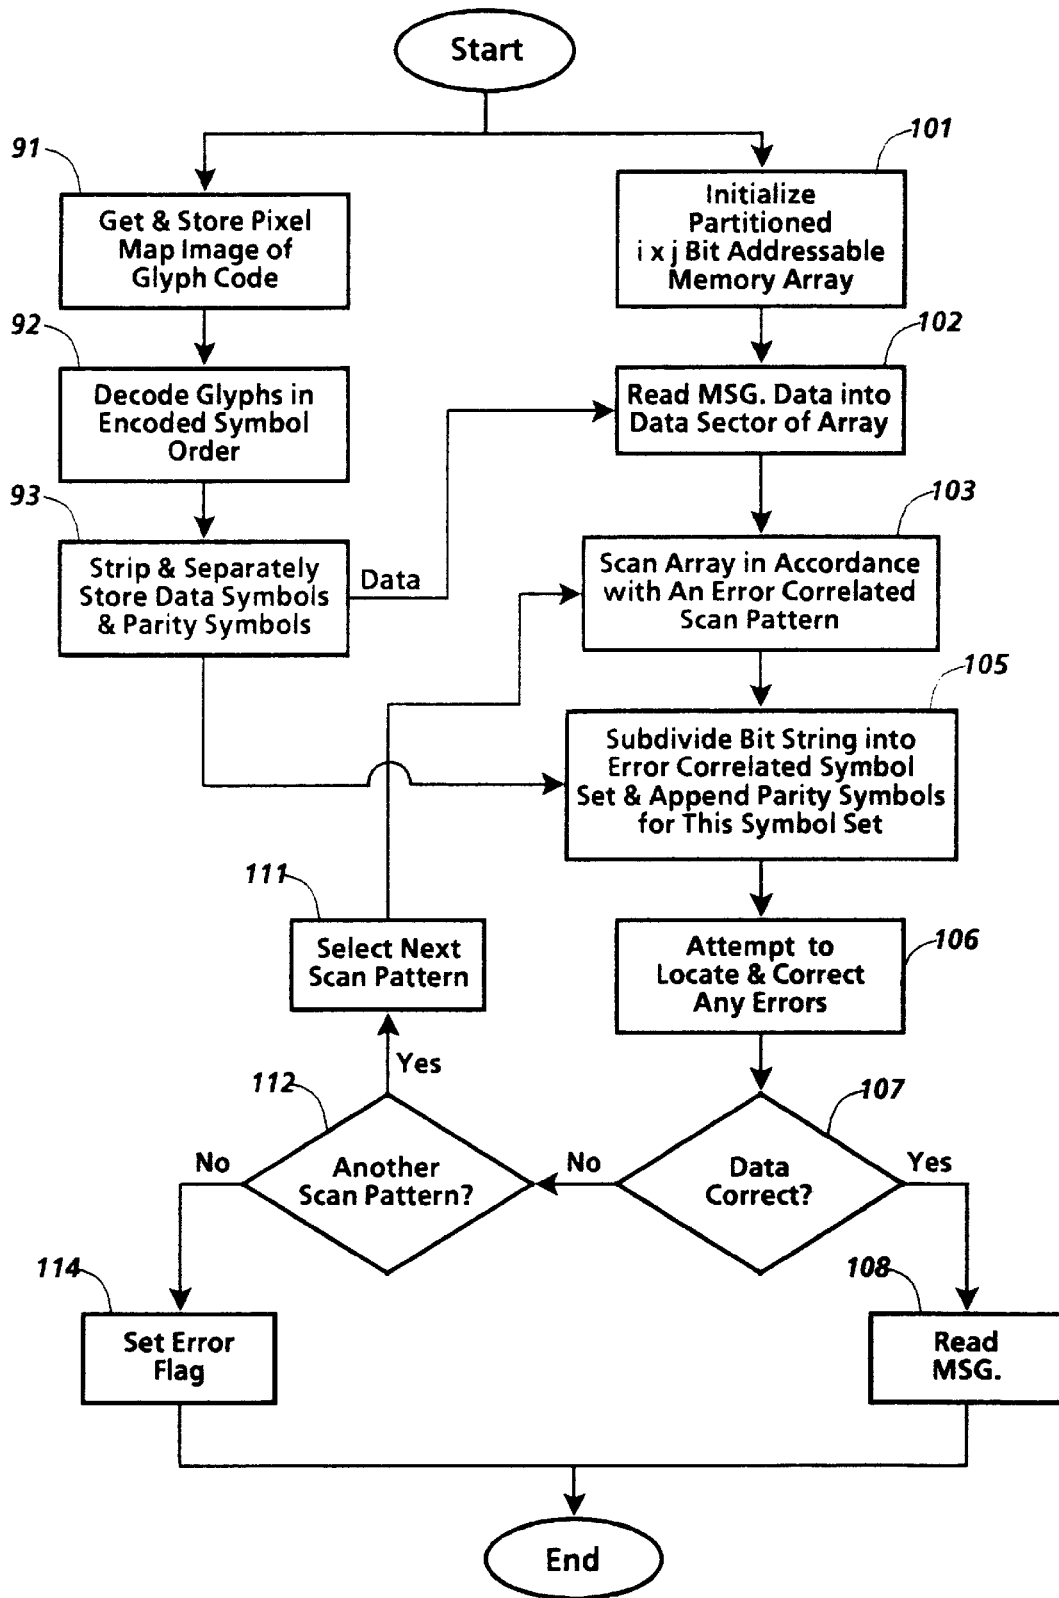 Start
91
Get & Store Pixel
Map Image of
Glyph Code
101
Initialize
Partitioned
i x j Bit Addressable
Memory Array
92
Decode Glyphs in
Encoded Symbol
Order
102
Read MSG. Data into
Data Sector of Array
93
Strip & Separately
Store Data Symbols
& Parity Symbols
Data
103
Scan Array in Accordance
with An Error Correlated
Scan Pattern
105
Subdivide Bit String into
Error Correlated Symbol
Set & Append Parity Symbols
for This Symbol Set
111
Select Next
Scan Pattern
106
Attempt to
Locate & Correct
Any Errors
Yes
112
Another
Scan Pattern?
No
No
107
Data
Correct?
Yes
114
Set Error
Flag
108
Read
MSG.
End